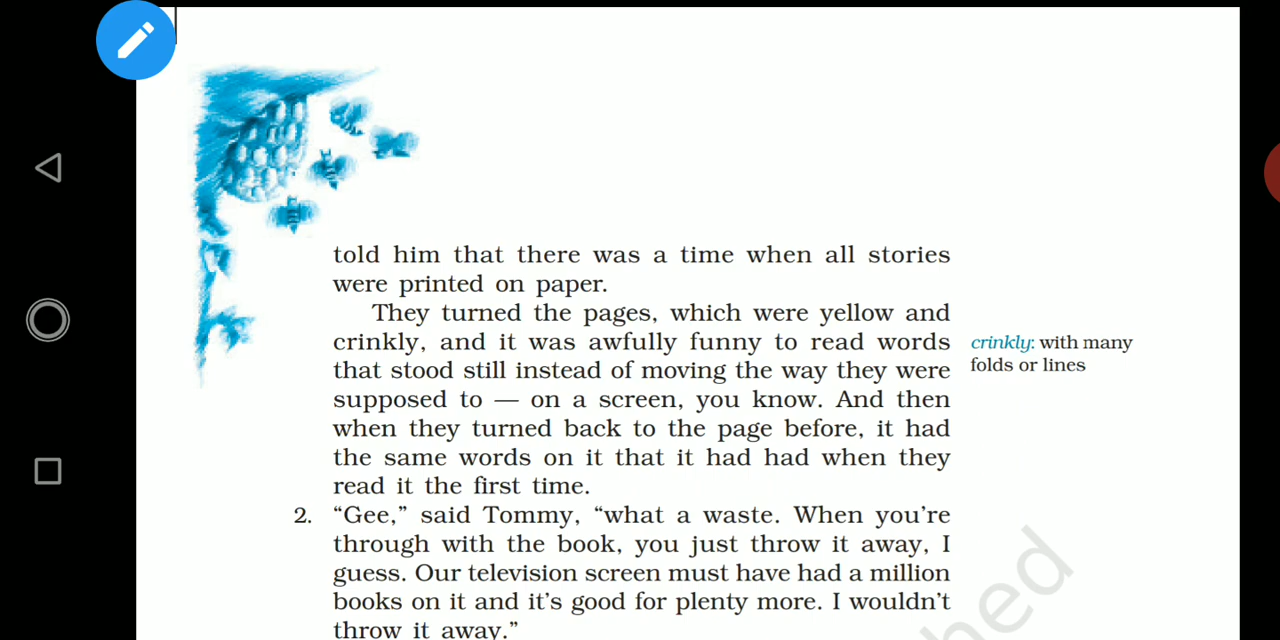 told him that there was a time when all stories
were printed on paper.
They turned the pages, which were yellow and
crinkly, and it was awfully funny to read words
that stood still instead of moving the way they were
supposed to — on a screen, you know. And then
when they turned back to the page before, it had
the same words on it that it had had when they
read it the first time.
crinkly: with many
folds or lines
2. “Gee,” said Tommy, “what a waste. When you’re
through with the book, you just throw it away, I
guess. Our television screen must have had a million
books on it and it’s good for plenty more. I wouldn’t
throw it away.”